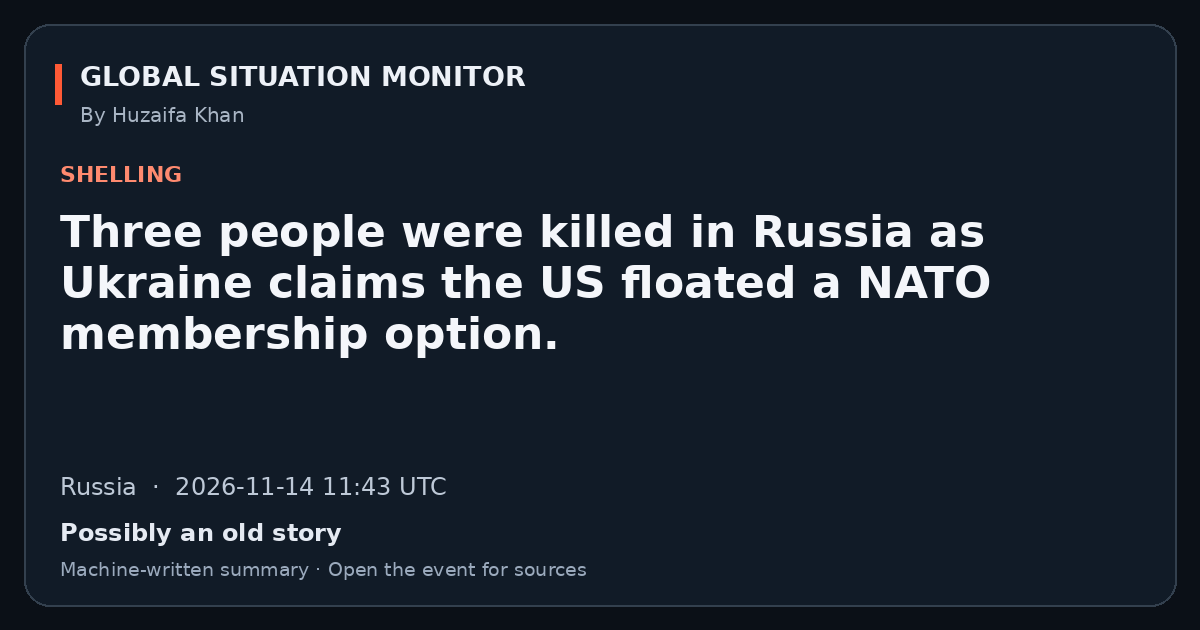 GLOBAL SITUATION MONITOR
By Huzaifa Khan
SHELLING
Three people were killed in Russia as
Ukraine claims the US floated a NATO
membership option.
Russia · 2026-11-14 11:43 UTC
Possibly an old story
Machine-written summary · Open the event for sources